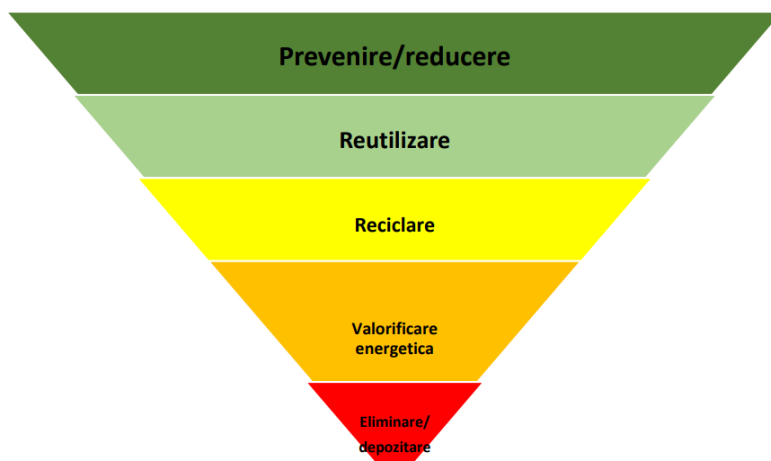 Prevenire/reducere
Reutilizare
Reciclare
Valorificare
energetica
Eliminare/
depozitare